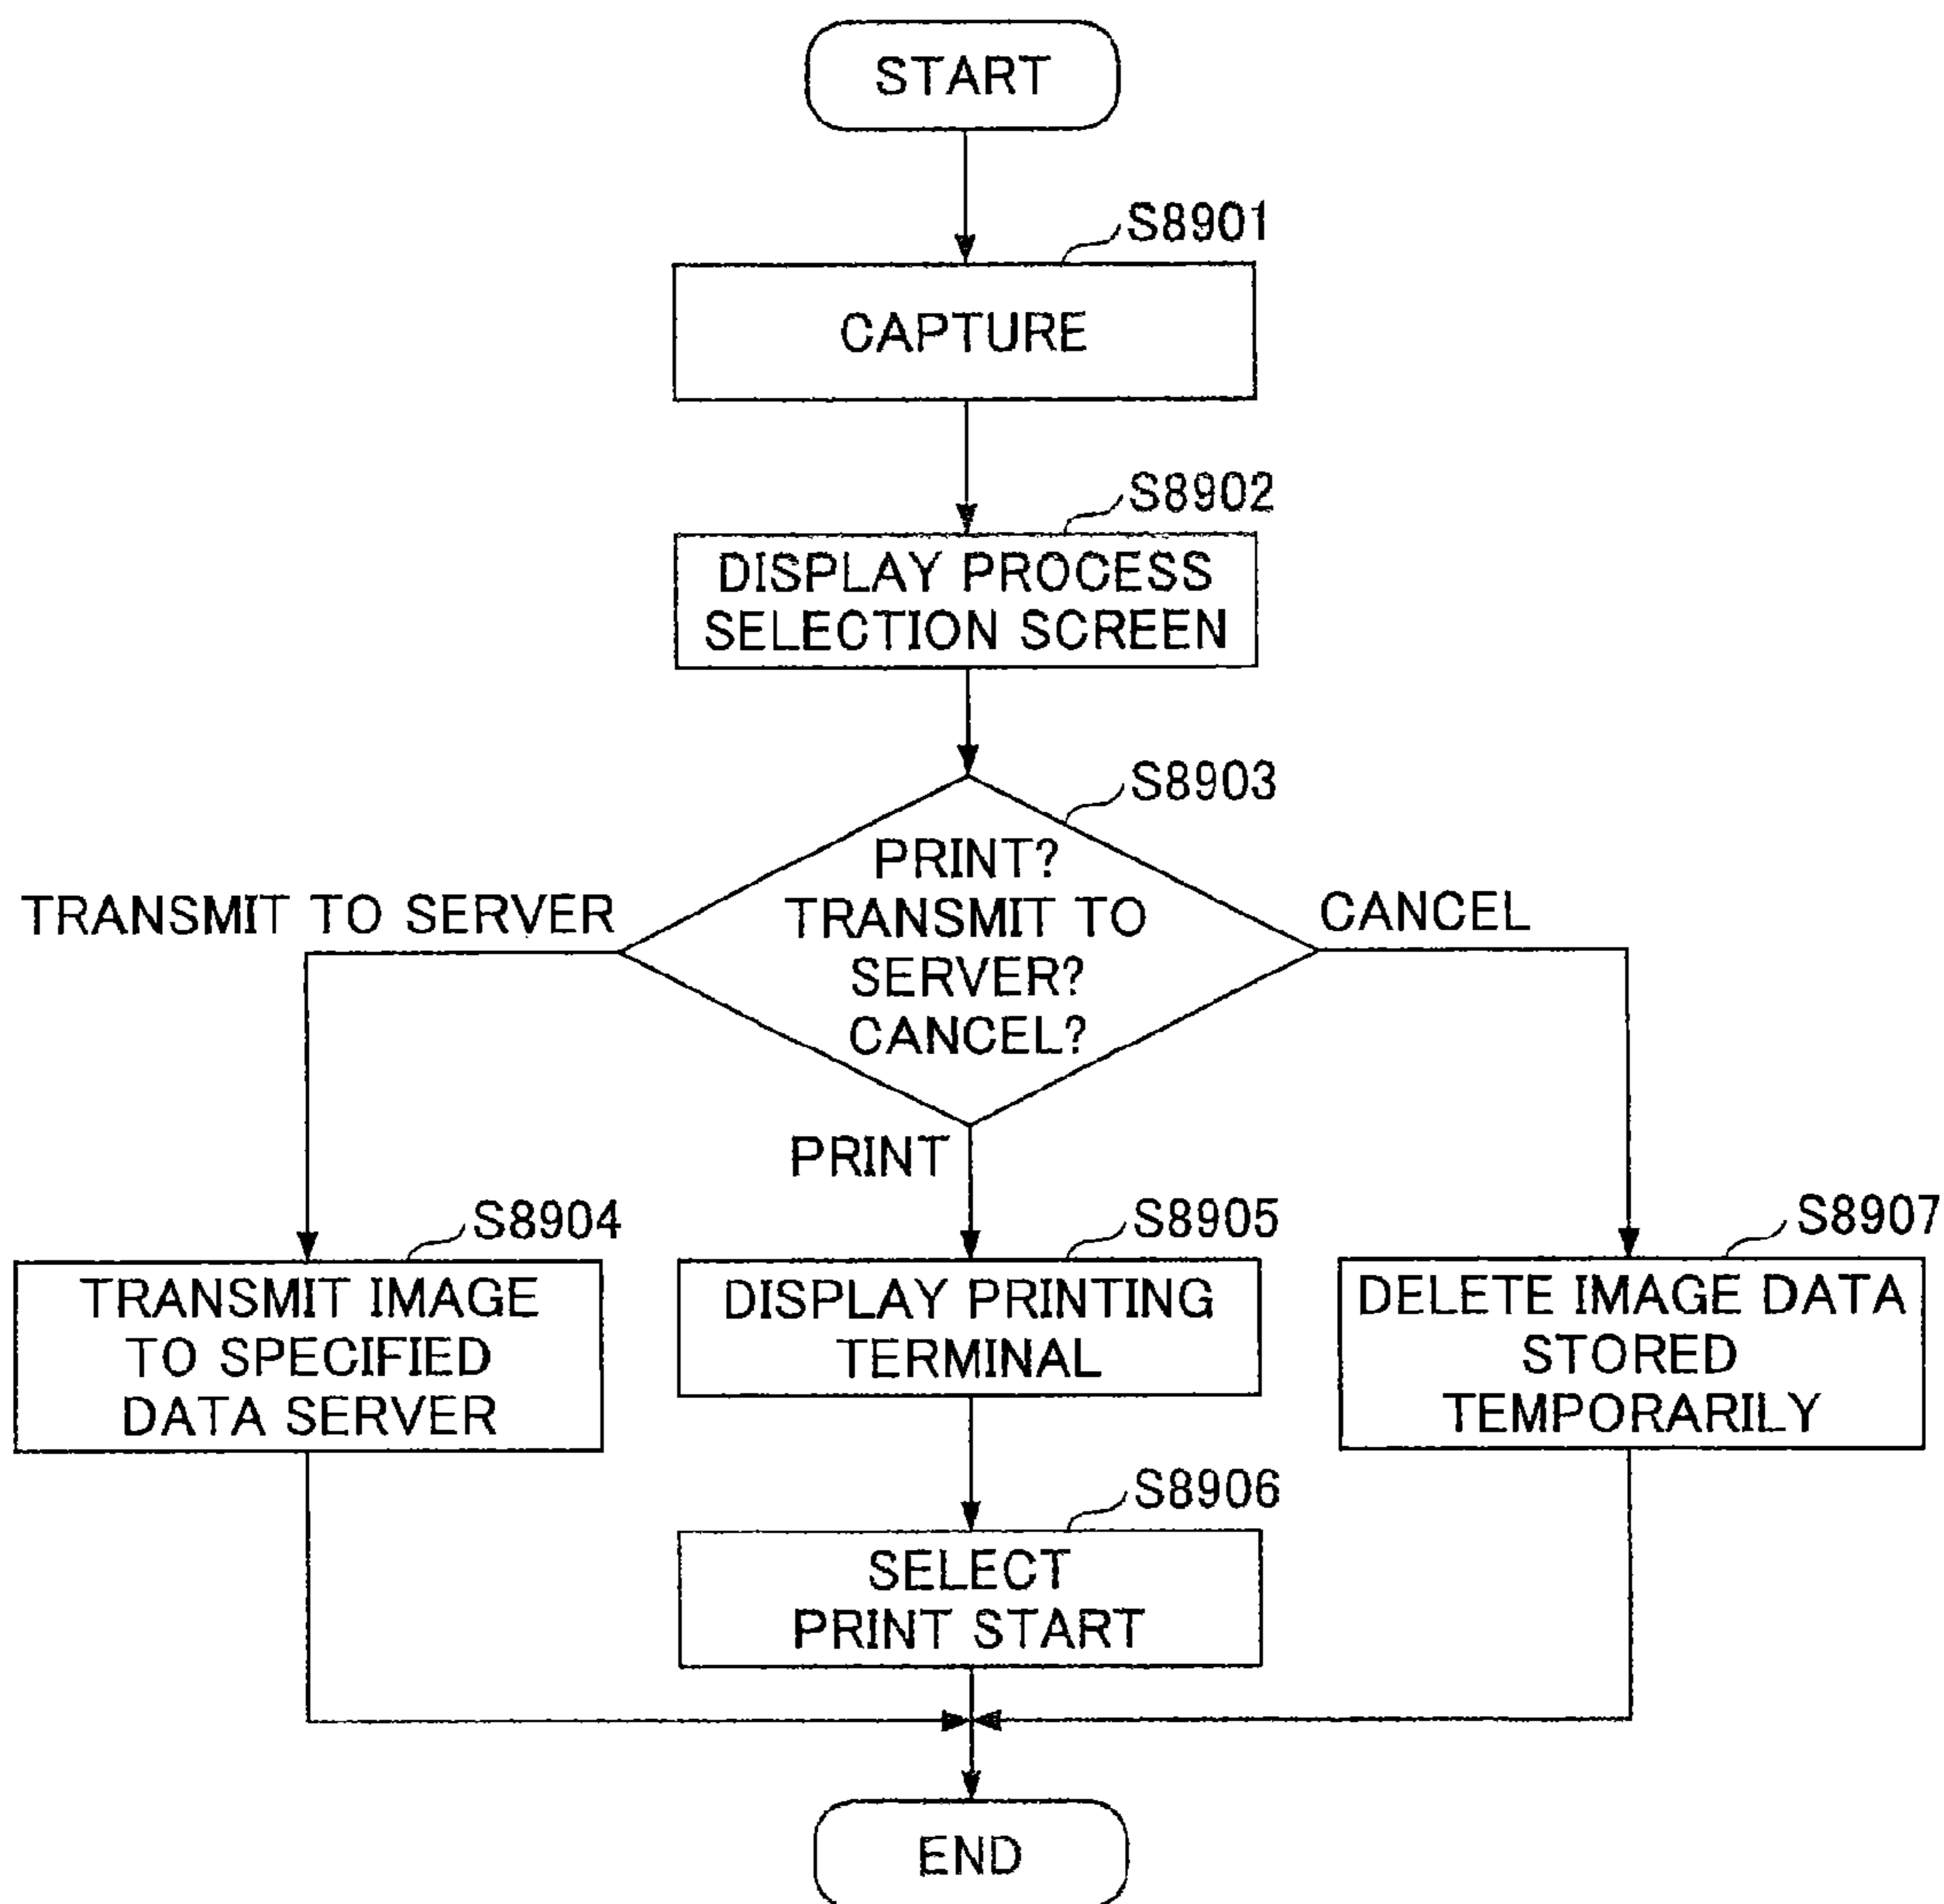 START
S8901
CAPTURE
S8902
DISPLAY PROCESS
SELECTION SCREEN
S8903
PRINT?
TRANSMIT TO
SERVER?
CANCEL?
TRANSMIT TO SERVER
CANCEL
PRINT
S8904
TRANSMIT IMAGE
TO SPECIFIED
DATA SERVER
S8905
DISPLAY PRINTING
TERMINAL
S8907
DELETE IMAGE DATA
STORED
TEMPORARILY
S8906
SELECT
PRINT START
END